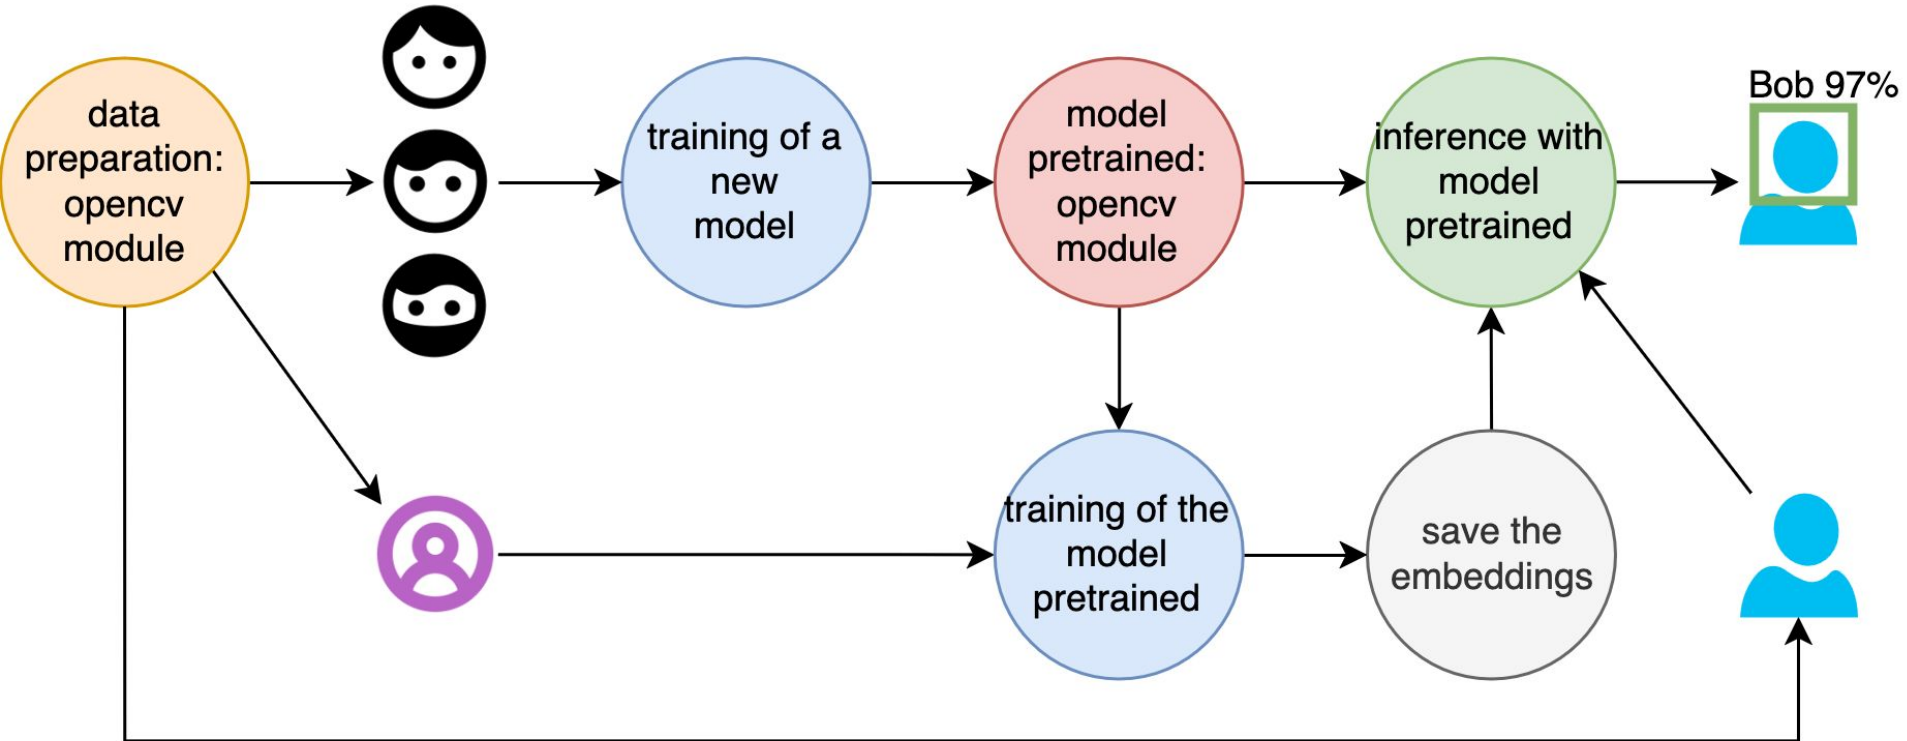 data
preparation:
opencv
module
training of a
new
model
model
pretrained:
opencv
module
inference with
model
pretrained
Bob 97%
training of the
model
pretrained
save the
embeddings